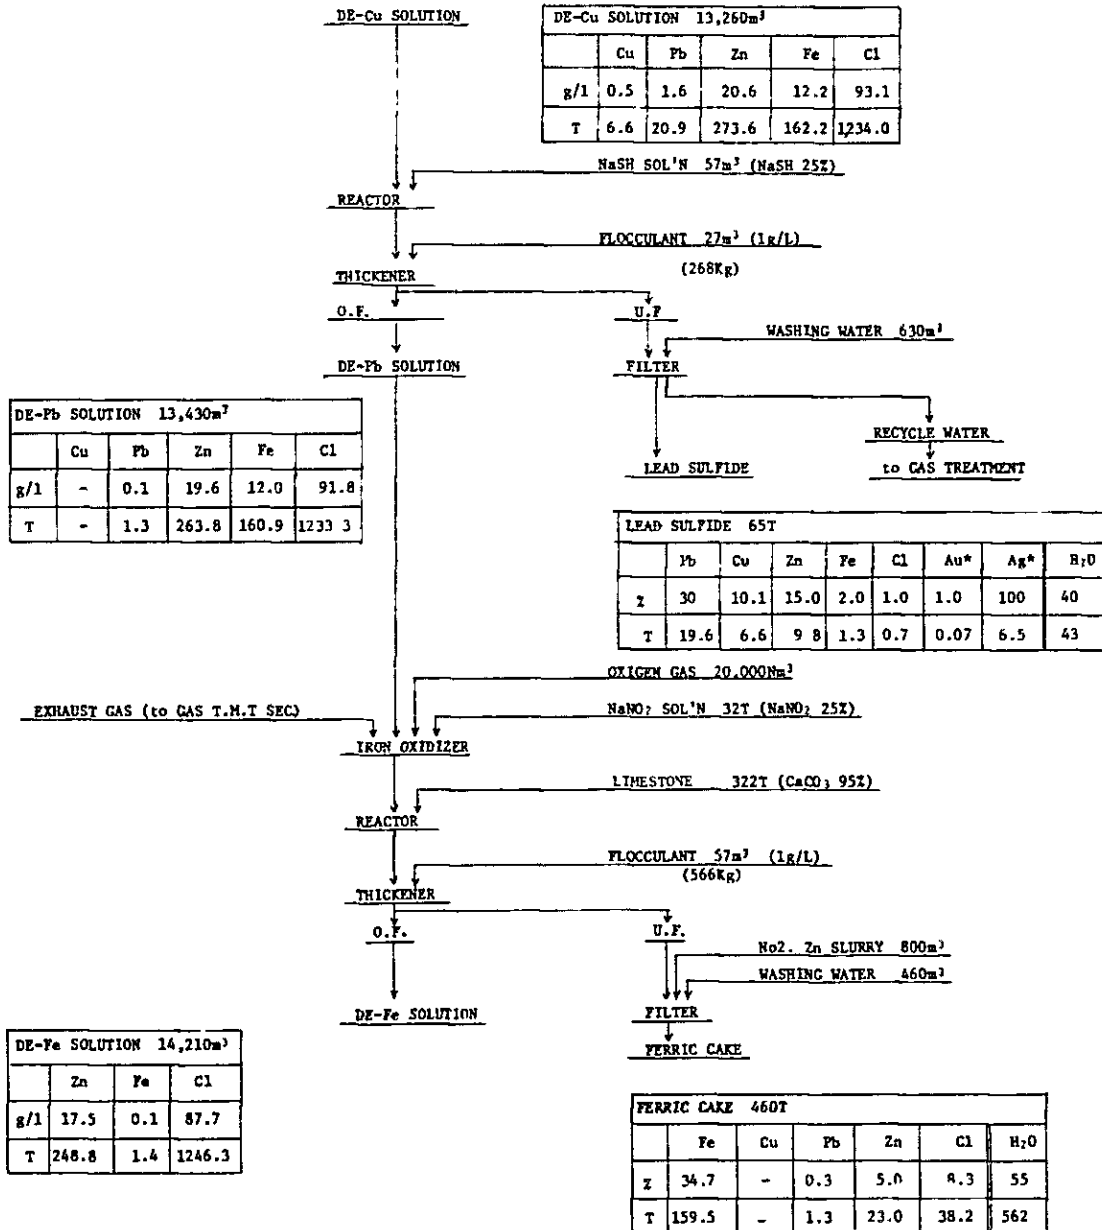 DE-Cu SOLUTION
DE-Cu SOLUTION 13,260m³
Cu Pb Zn Fe Cl
g/l 0.5 1.6 20.6 12.2 93.1
T 6.6 20.9 273.6 162.2 1,234.0
NaSH SOL'N 57m³ (NaSH 25%)
REACTOR
FLOCCULANT 27m³ (1g/L)
(268Kg)
THICKENER
O.F. U.F
WASHING WATER 630m³
DE-Pb SOLUTION FILTER
DE-Pb SOLUTION 13,430m³
Cu Pb Zn Fe Cl
g/l - 0.1 19.6 12.0 91.8
T - 1.3 263.8 160.9 1233 3
RECYCLE WATER
LEAD SULFIDE to GAS TREATMENT
LEAD SULFIDE 65T
Pb Cu Zn Fe Cl Au* Ag* H₂O
% 30 10.1 15.0 2.0 1.0 1.0 100 40
T 19.6 6.6 9 8 1.3 0.7 0.07 6.5 43
OXIGEM GAS 20.000Nm³
EXHAUST GAS (to GAS T.M.T SEC) NaNO₂ SOL'N 32T (NaNO₂ 25%)
IRON OXIDIZER
LIMESTONE 322T (CaCO₃ 95%)
REACTOR
FLOCCULANT 57m³ (1g/L)
(566Kg)
THICKENER
O.F. U.F.
No2. Zn SLURRY 800m³
WASHING WATER 460m³
DE-Fe SOLUTION FILTER
FERRIC CAKE
DE-Fe SOLUTION 14,210m³
Zn Fe Cl
g/l 17.5 0.1 87.7
T 248.8 1.4 1246.3
FERRIC CAKE 460T
Fe Cu Pb Zn Cl H₂O
% 34.7 - 0.3 5.0 8.3 55
T 159.5 - 1.3 23.0 38.2 562